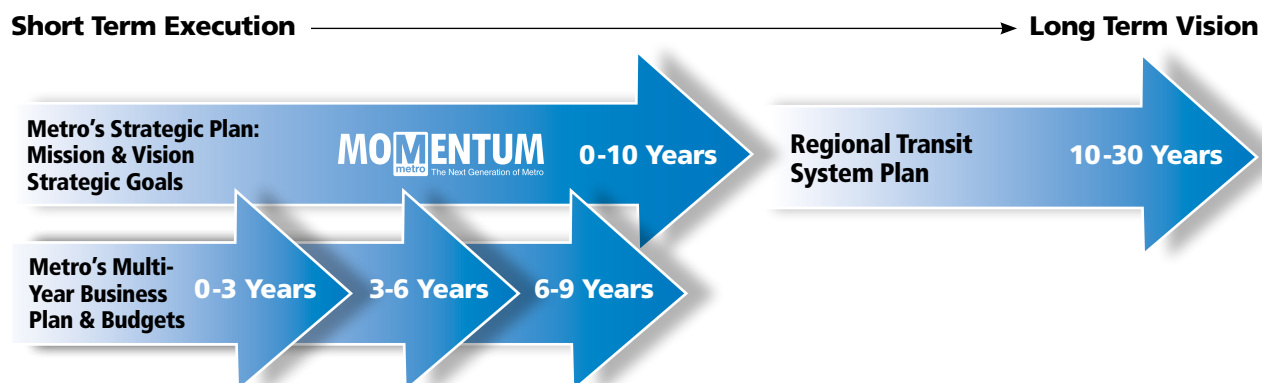 Short Term Execution
Long Term Vision
Metro's Strategic Plan:
Mission & Vision
Strategic Goals
MOMENTUM
metro
The Next Generation of Metro
0-10 Years
Regional Transit
System Plan
10-30 Years
Metro's Multi-
Year Business
Plan & Budgets
0-3 Years
3-6 Years
6-9 Years